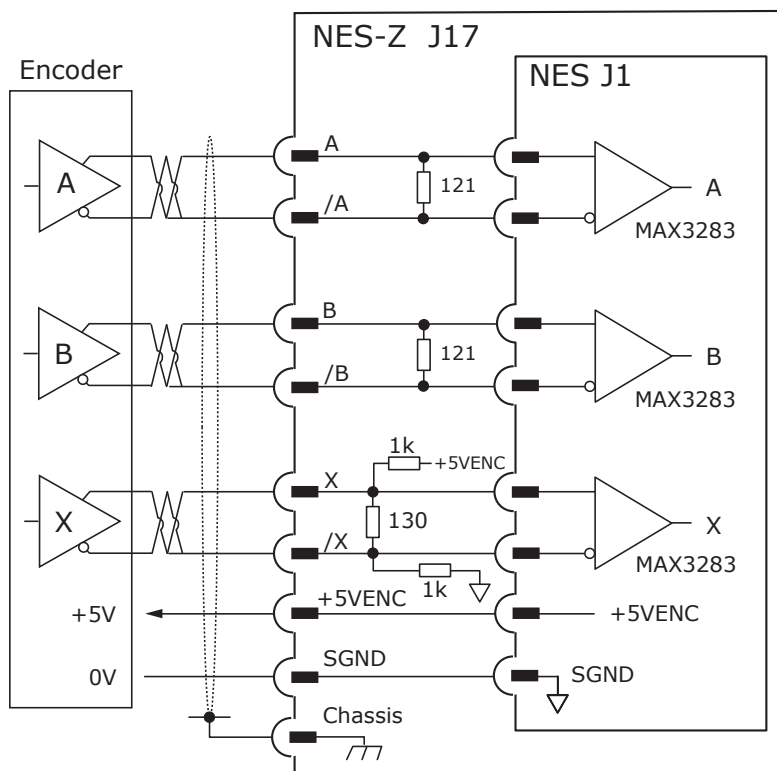 NES-Z J17
Encoder
NES J1
A
A
121
/A
A
MAX3283
B
B
121
/B
B
MAX3283
1k
+5VENC
X
X
130
/X
X
MAX3283
1k
+5V
+5VENC
+5VENC
0V
SGND
SGND
Chassis